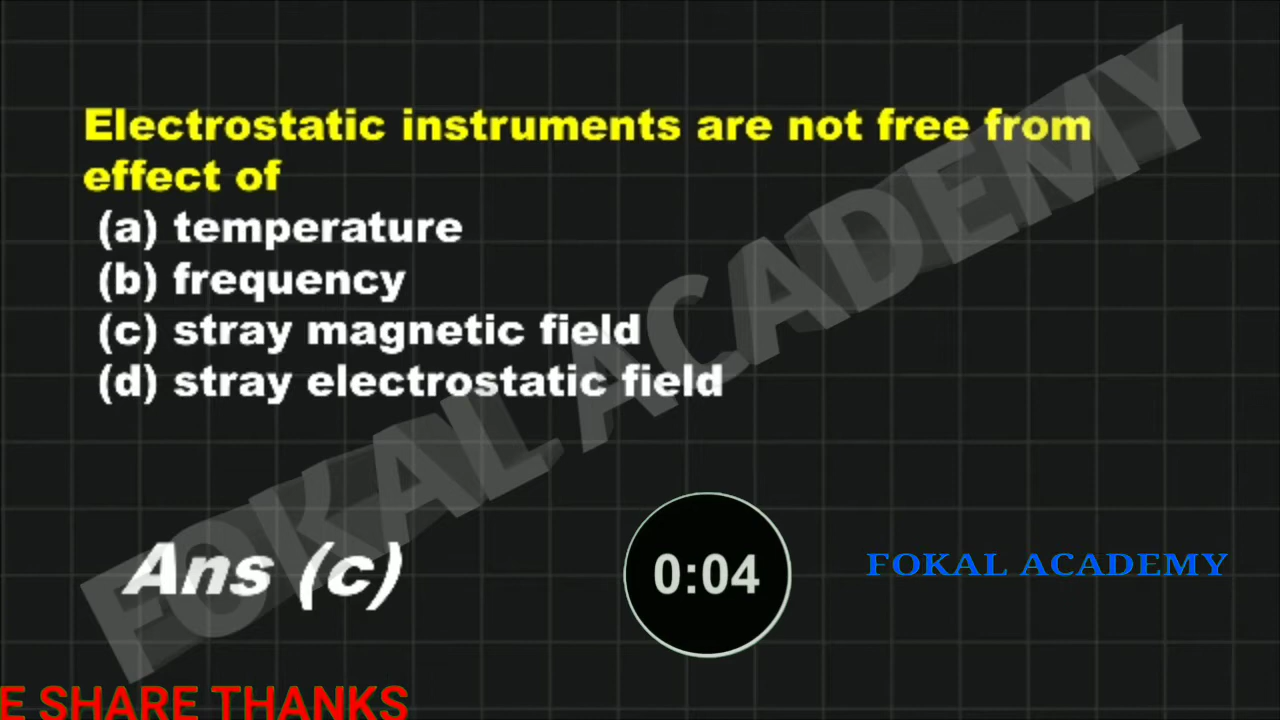 Electrostatic instruments are not free from
effect of
(a) temperature
(b) frequency
(c) stray magnetic field
(d) stray electrostatic field
FOKAL ACADEMY
Ans (c)
0:04
FOKAL ACADEMY
E SHARE THANKS